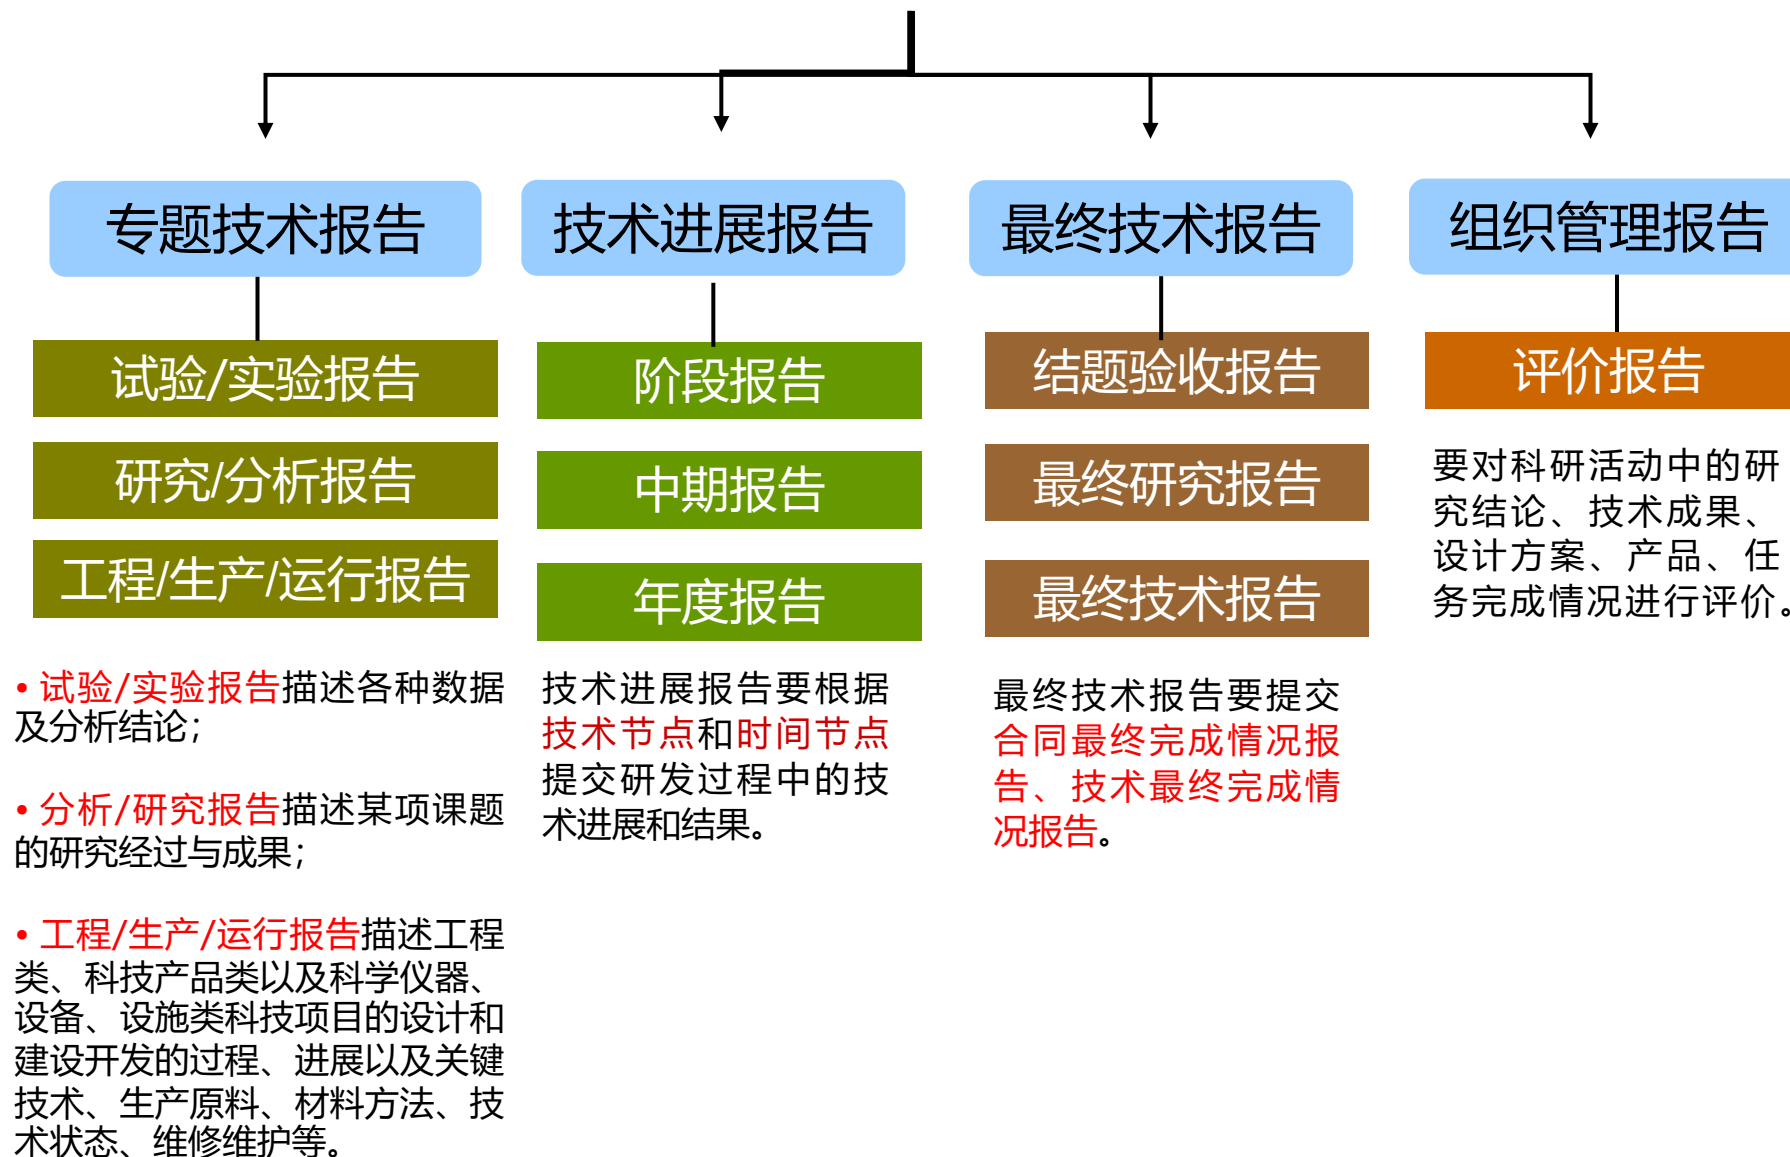 专题技术报告
试验/实验报告
研究/分析报告
工程/生产/运行报告
• 试验/实验报告描述各种数据
及分析结论；
• 分析/研究报告描述某项课题
的研究经过与成果；
• 工程/生产/运行报告描述工程
类、科技产品类以及科学仪器、
设备、设施类科技项目的设计和
建设开发的过程、进展以及关键
技术、生产原料、材料方法、技
术状态、维修维护等。
技术进展报告
阶段报告
中期报告
年度报告
技术进展报告要根据
技术节点和时间节点
提交研发过程中的技
术进展和结果。
最终技术报告
结题验收报告
最终研究报告
最终技术报告
最终技术报告要提交
合同最终完成情况报
告、技术最终完成情
况报告。
组织管理报告
评价报告
要对科研活动中的研
究结论、技术成果、
设计方案、产品、任
务完成情况进行评价。